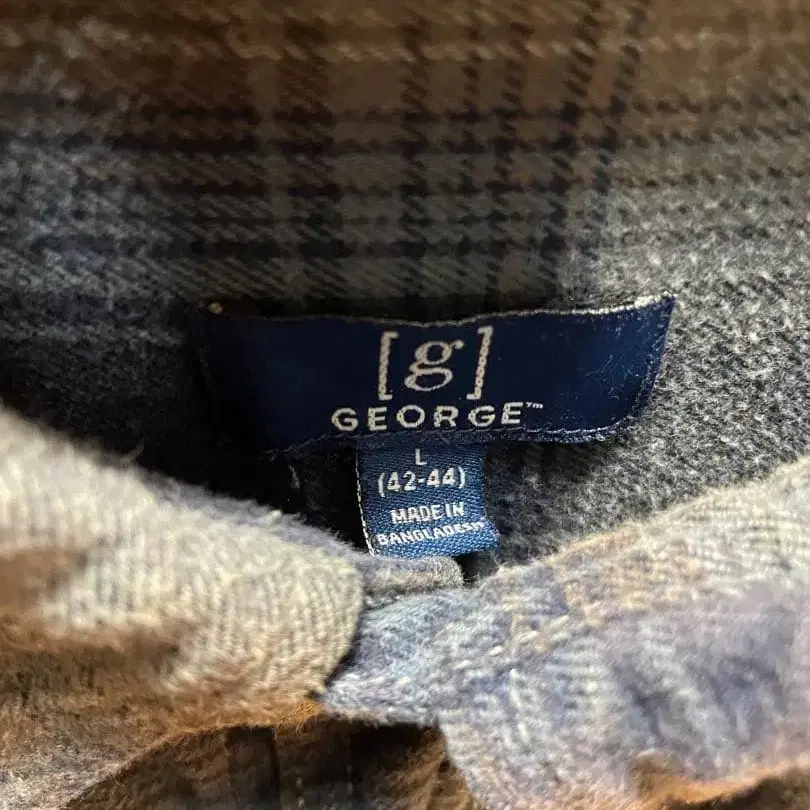 [g]
GEORGE™
L
(42-44)
MADE IN
BANGLADESH